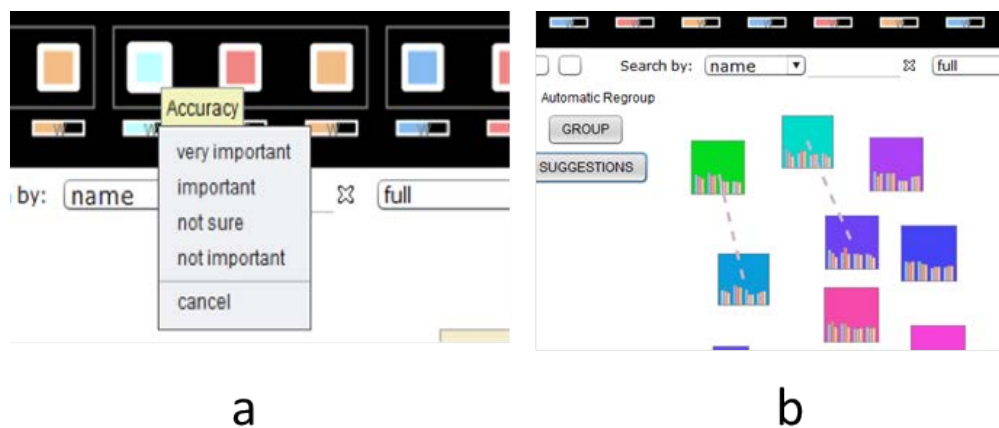 W W W W W
Accuracy
very important
important
not sure
not important
cancel
by: name full
a
W W W W W W W
Search by: name full
Automatic Regroup
GROUP
SUGGESTIONS
b